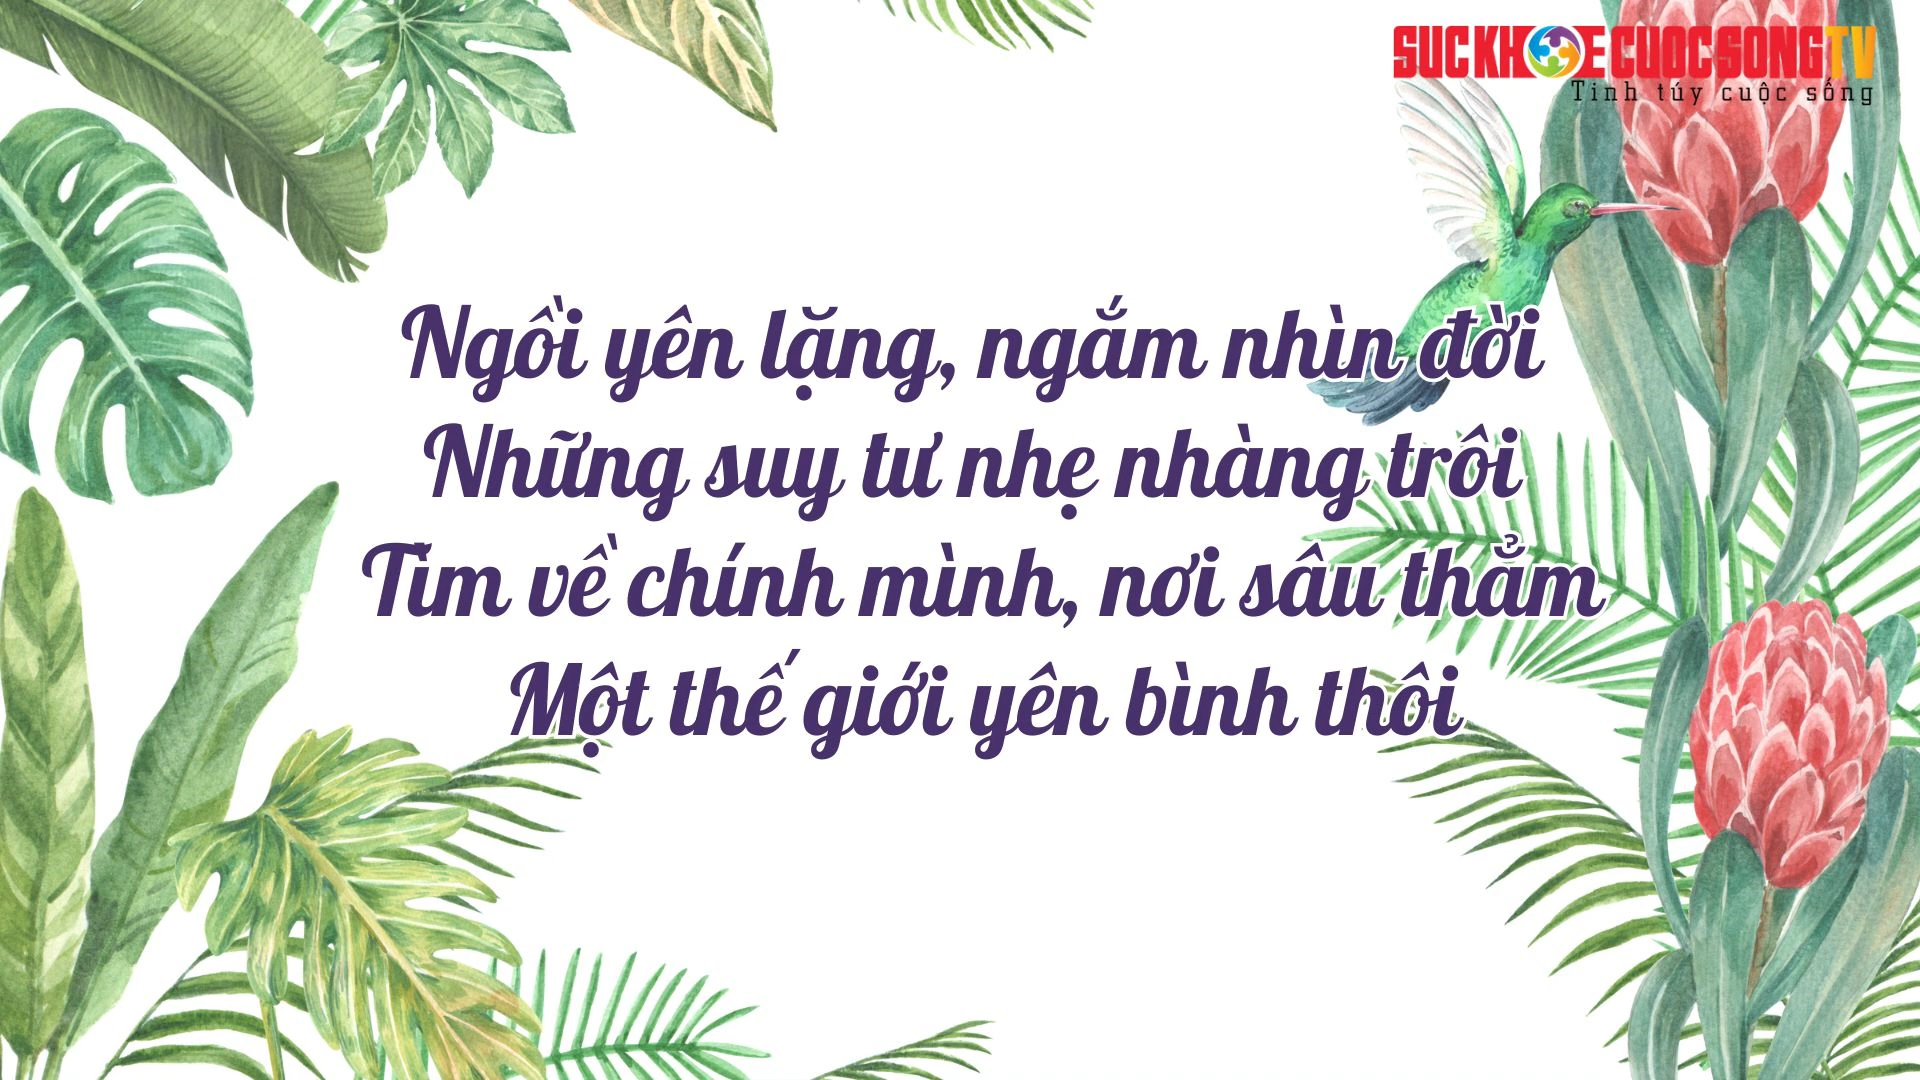 SUCKHOECUOCSONGTV
Tinh túy cuộc sống
Ngồi yên lặng, ngắm nhìn đời
Những suy tư nhẹ nhàng trôi
Tìm về chính mình, nơi sâu thẳm
Một thế giới yên bình thôi